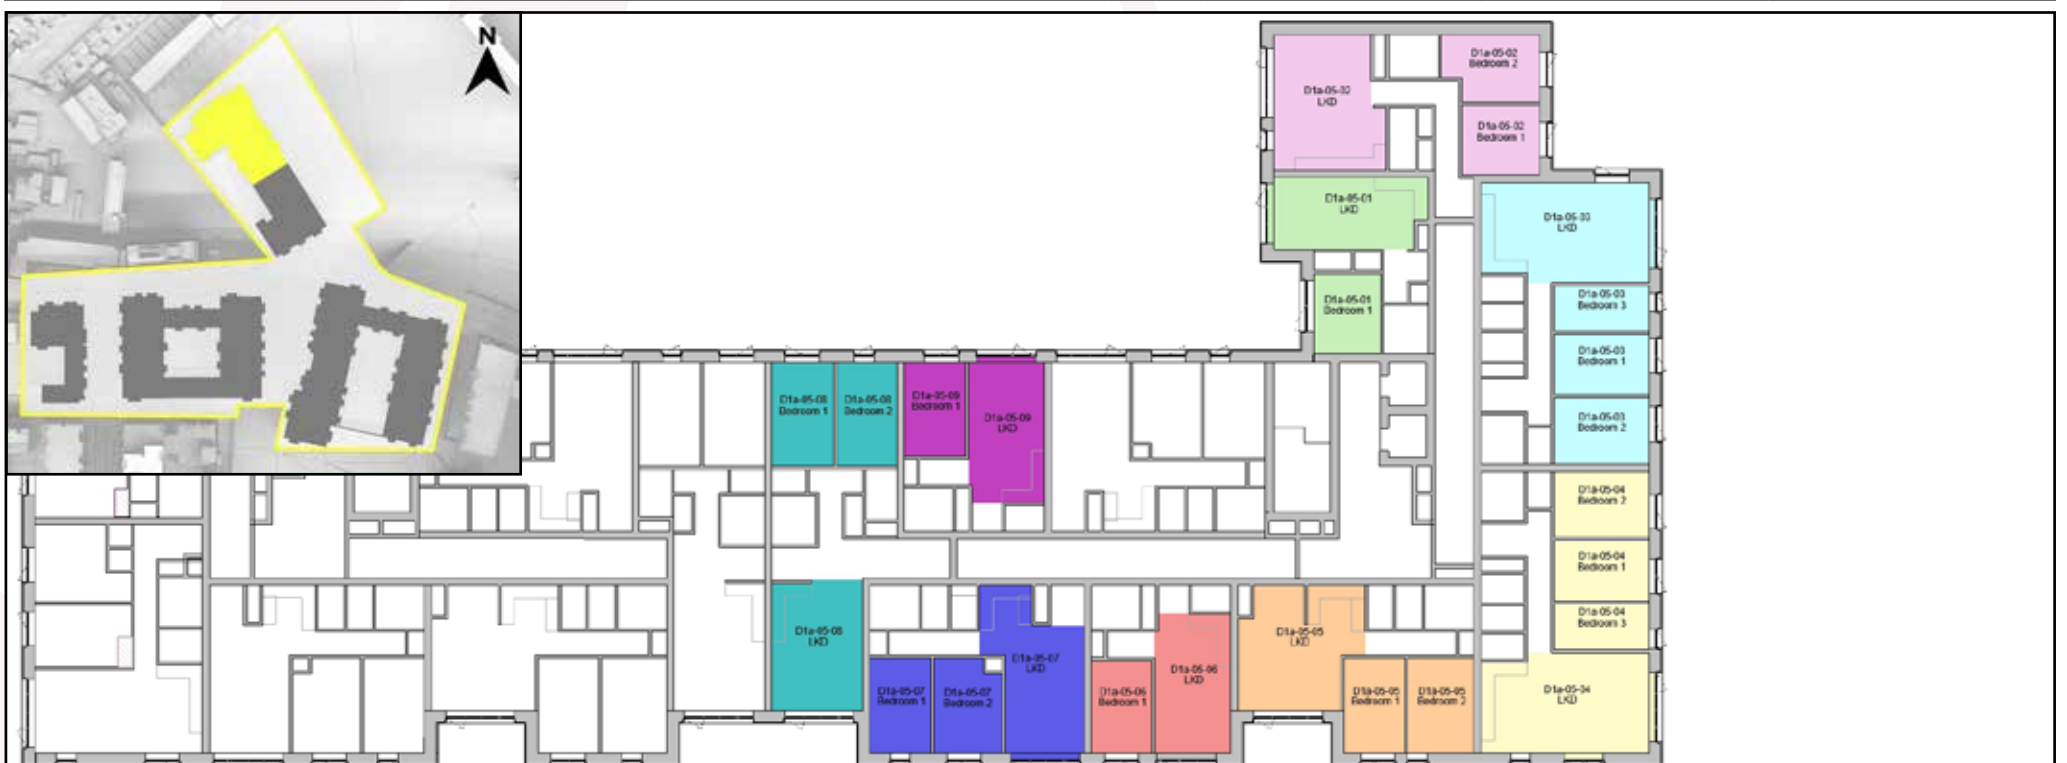 N
D1a-05-02
LKD
D1a-05-02
Bedroom 2
D1a-05-02
Bedroom 1
D1a-05-01
LKD
D1a-05-01
Bedroom 1
D1a-05-03
LKD
D1a-05-03
Bedroom 3
D1a-05-03
Bedroom 1
D1a-05-03
Bedroom 2
D1a-05-08
Bedroom 1
D1a-05-08
Bedroom 2
D1a-05-09
Bedroom 1
D1a-05-09
LKD
D1a-05-04
Bedroom 2
D1a-05-04
Bedroom 1
D1a-05-04
Bedroom 3
D1a-05-04
LKD
D1a-05-08
LKD
D1a-05-07
Bedroom 1
D1a-05-07
Bedroom 2
D1a-05-07
LKD
D1a-05-06
Bedroom 1
D1a-05-06
LKD
D1a-05-05
LKD
D1a-05-05
Bedroom 1
D1a-05-05
Bedroom 2